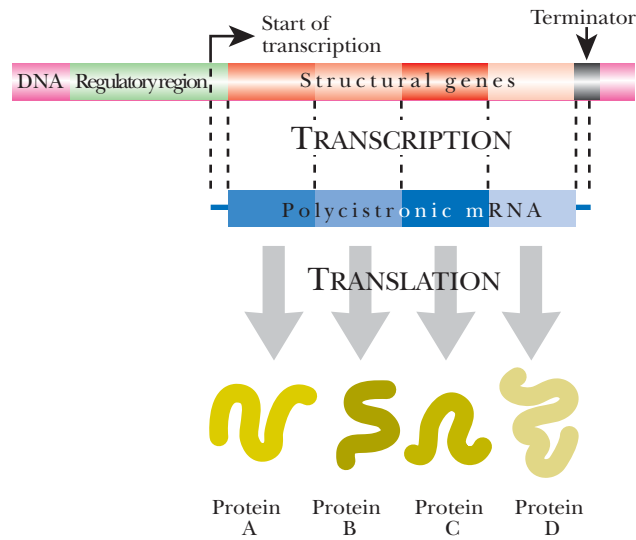 Start of
transcription
Terminator
DNA
Regulatory region
Structural genes
TRANSCRIPTION
Polycistronic mRNA
TRANSLATION
Protein
A
Protein
B
Protein
C
Protein
D